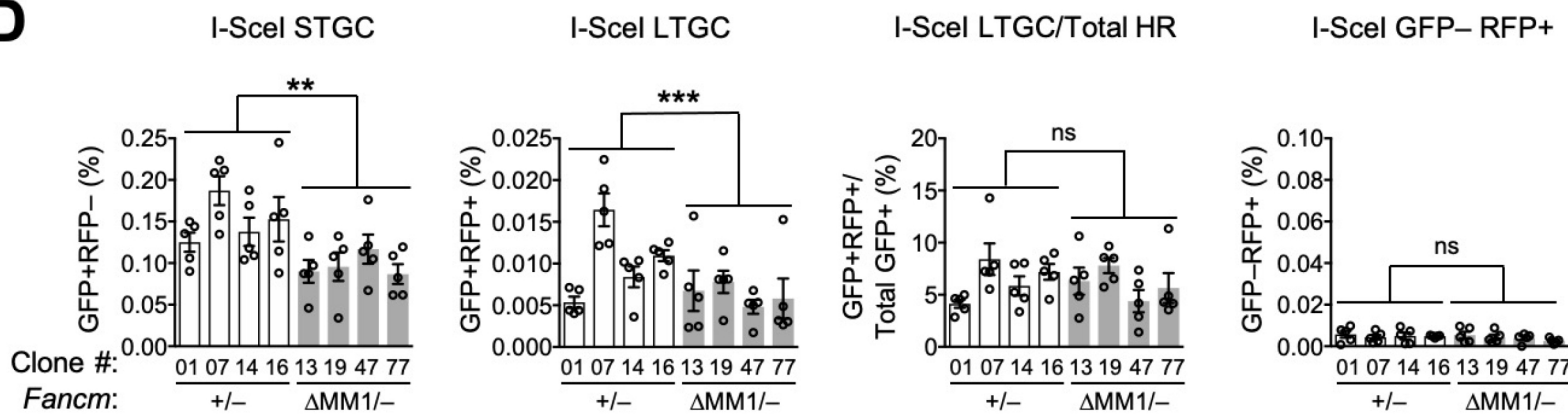 D
I-SceI STGC
GFP+RFP– (%)
0.25
0.20
0.15
0.10
0.05
0.00
**
I-SceI LTGC
GFP+RFP+ (%)
0.025
0.020
0.015
0.010
0.005
0.000
***
I-SceI LTGC/Total HR
GFP+RFP+/
Total GFP+ (%)
20
15
10
5
0
ns
I-SceI GFP– RFP+
GFP–RFP+ (%)
0.10
0.08
0.06
0.04
0.02
0.00
ns
Clone #: 01 07 14 16 13 19 47 77 01 07 14 16 13 19 47 77 01 07 14 16 13 19 47 77 01 07 14 16 13 19 47 77
Fancm: +/– ΔMM1/– +/– ΔMM1/– +/– ΔMM1/– +/– ΔMM1/–